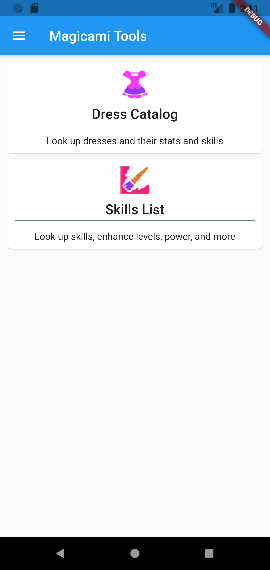 Magicami Tools
DEBUG
Dress Catalog
Look up dresses and their stats and skills
Skills List
Look up skills, enhance levels, power, and more